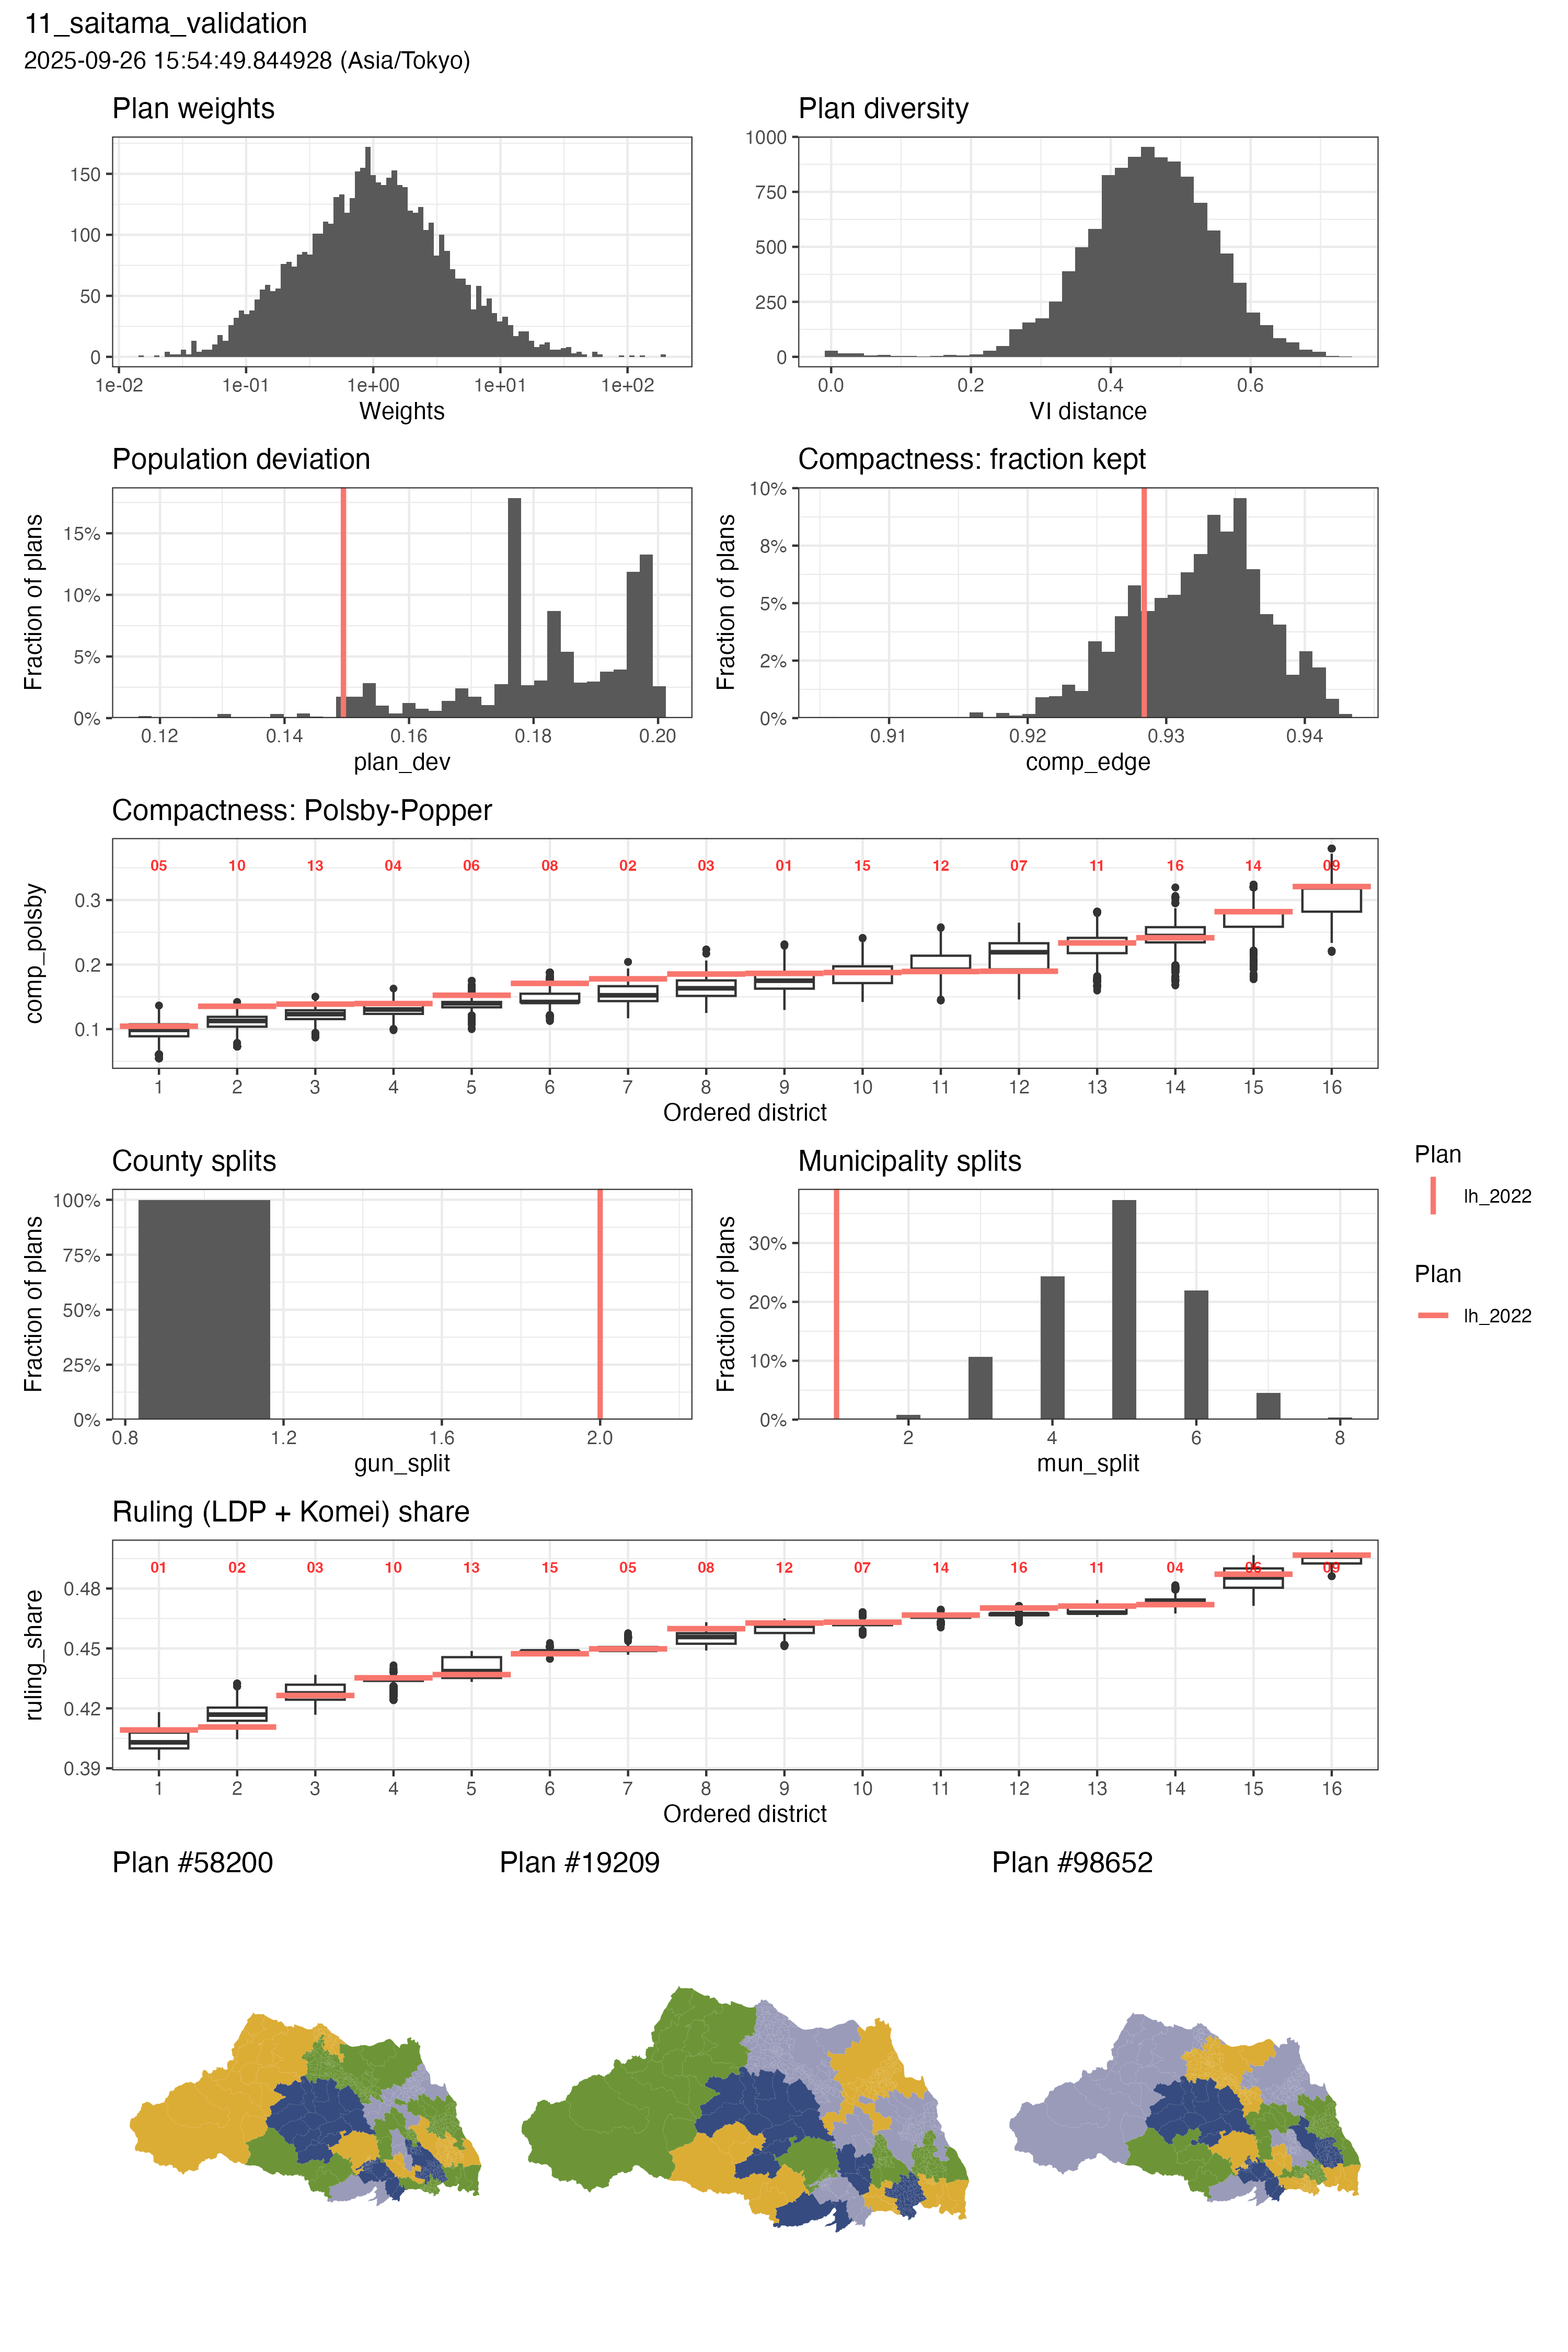 11_saitama_validation
2025-09-26 15:54:49.844928 (Asia/Tokyo)
Plan weights
150
100
50
0
1e-02 1e-01 1e+00 1e+01 1e+02
Weights
Plan diversity
1000
750
500
250
0
0.0 0.2 0.4 0.6
VI distance
Population deviation
Fraction of plans
15%
10%
5%
0%
0.12 0.14 0.16 0.18 0.20
plan_dev
Compactness: fraction kept
Fraction of plans
10%
8%
5%
2%
0%
0.91 0.92 0.93 0.94
comp_edge
Compactness: Polsby-Popper
comp_polsby
05 10 13 04 06 08 02 03 01 15 12 07 11 16 14 09
0.3
0.2
0.1
1 2 3 4 5 6 7 8 9 10 11 12 13 14 15 16
Ordered district
County splits
Fraction of plans
100%
75%
50%
25%
0%
0.8 1.2 1.6 2.0
gun_split
Municipality splits
Fraction of plans
30%
20%
10%
0%
2 4 6 8
mun_split
Plan
lh_2022
Plan
lh_2022
Ruling (LDP + Komei) share
ruling_share
01 02 03 10 13 15 05 08 12 07 14 16 11 04 06 09
0.48
0.45
0.42
0.39
1 2 3 4 5 6 7 8 9 10 11 12 13 14 15 16
Ordered district
Plan #58200
Plan #19209
Plan #98652